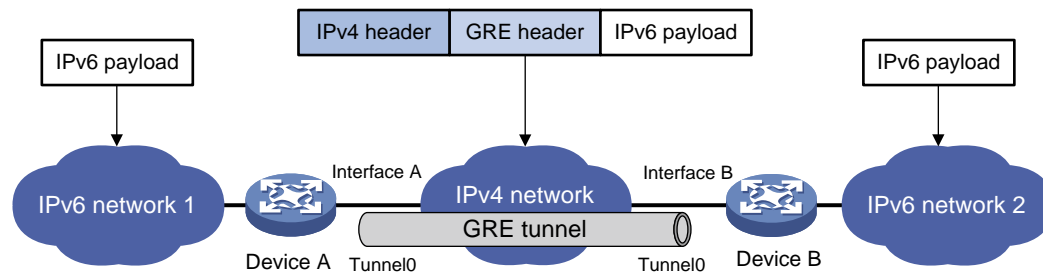 IPv4 header GRE header IPv6 payload
IPv6 payload
IPv6 payload
Interface A
Interface B
IPv6 network 1
IPv4 network
IPv6 network 2
GRE tunnel
Device A
Tunnel0
Tunnel0
Device B